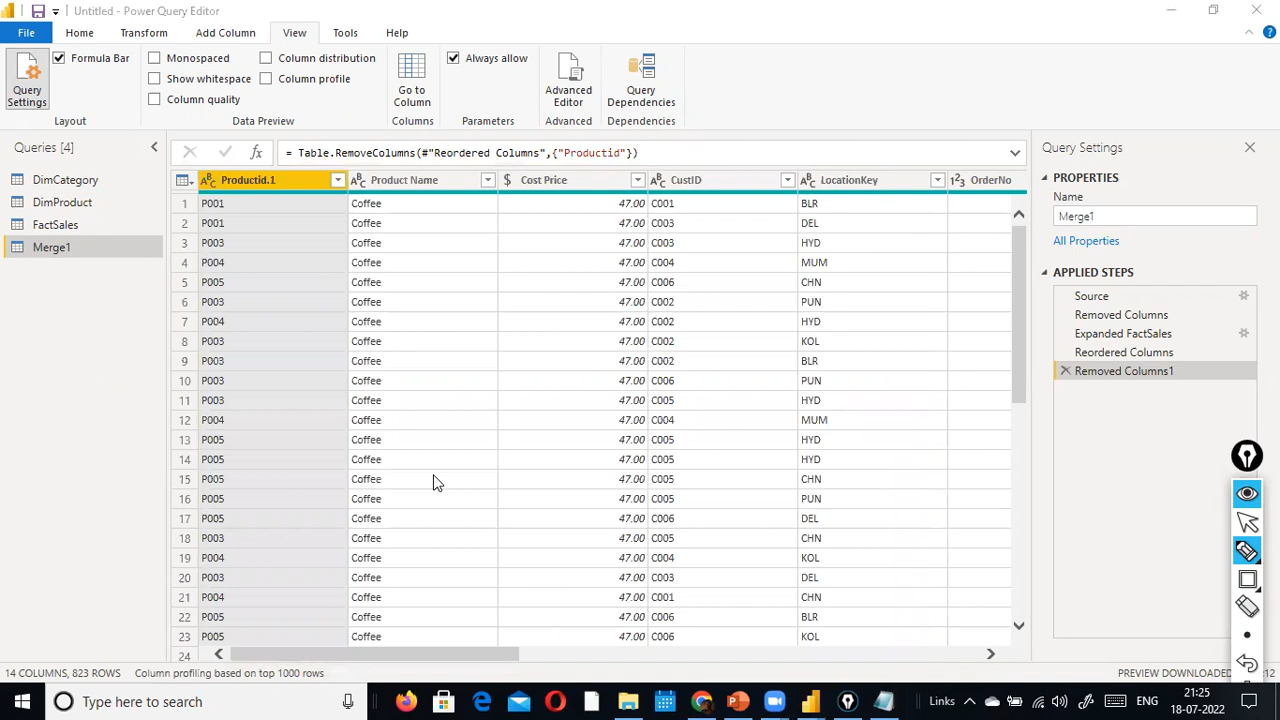 Untitled - Power Query Editor
File Home Transform Add Column View Tools Help
Query Settings
Formula Bar
Layout
Monospaced
Show whitespace
Column quality
Column distribution
Column profile
Data Preview
Go to Column
Columns
Always allow
Parameters
Advanced Editor
Advanced
Query Dependencies
Dependencies
Queries [4]
DimCategory
DimProduct
FactSales
Merge1
fx = Table.RemoveColumns(#"Reordered Columns",{"Productid"})
ABC Productid.1 ABC Product Name $ Cost Price ABC CustID ABC LocationKey 123 OrderNo
1 P001 Coffee 47.00 C001 BLR
2 P001 Coffee 47.00 C003 DEL
3 P003 Coffee 47.00 C003 HYD
4 P004 Coffee 47.00 C004 MUM
5 P005 Coffee 47.00 C006 CHN
6 P003 Coffee 47.00 C002 PUN
7 P004 Coffee 47.00 C002 HYD
8 P003 Coffee 47.00 C002 KOL
9 P003 Coffee 47.00 C002 BLR
10 P003 Coffee 47.00 C006 PUN
11 P003 Coffee 47.00 C005 HYD
12 P004 Coffee 47.00 C004 MUM
13 P005 Coffee 47.00 C005 HYD
14 P005 Coffee 47.00 C005 HYD
15 P005 Coffee 47.00 C005 CHN
16 P005 Coffee 47.00 C005 PUN
17 P005 Coffee 47.00 C006 DEL
18 P003 Coffee 47.00 C005 CHN
19 P004 Coffee 47.00 C004 KOL
20 P003 Coffee 47.00 C003 DEL
21 P004 Coffee 47.00 C001 CHN
22 P005 Coffee 47.00 C006 BLR
23 P005 Coffee 47.00 C006 KOL
24
Query Settings
PROPERTIES
Name
Merge1
All Properties
APPLIED STEPS
Source
Removed Columns
Expanded FactSales
Reordered Columns
Removed Columns1
14 COLUMNS, 823 ROWS Column profiling based on top 1000 rows PREVIEW DOWNLOADED :12
Type here to search
Links
ENG
21:25
18-07-2022